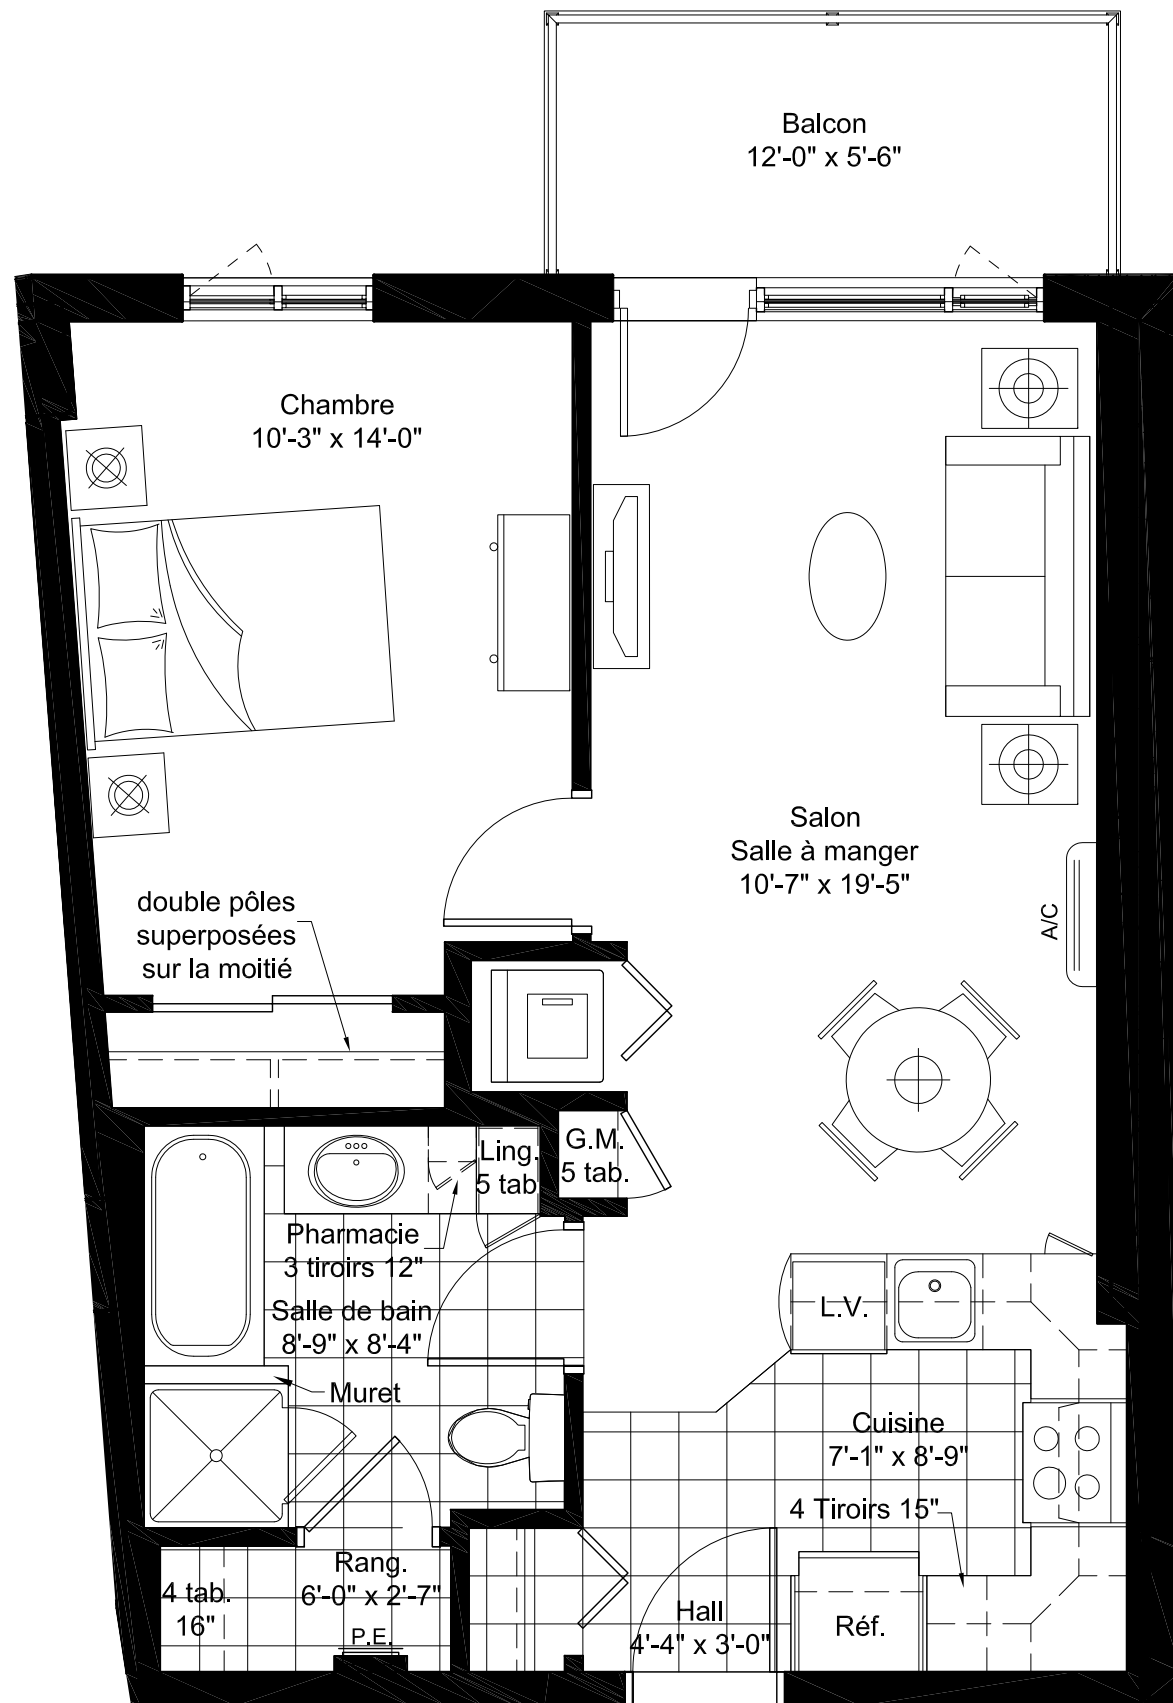 Balcon
12'-0" x 5'-6"
Chambre
10'-3" x 14'-0"
Salon
Salle à manger
10'-7" x 19'-5"
A/C
double pôles
superposées
sur la moitié
Ling.
5 tab
G.M.
5 tab.
Pharmacie
3 tiroirs 12"
Salle de bain
8'-9" x 8'-4"
Muret
L.V.
Cuisine
7'-1" x 8'-9"
4 Tiroirs 15"
Rang.
6'-0" x 2'-7"
4 tab.
16"
P.E.
Hall
4'-4" x 3'-0"
Réf.